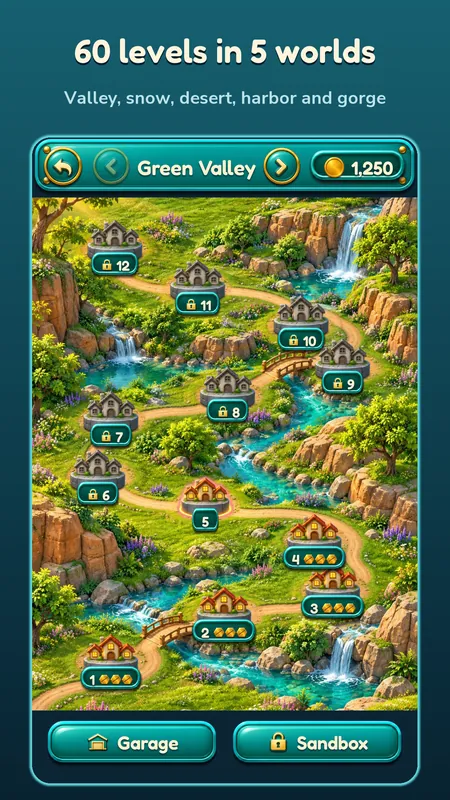 60 levels in 5 worlds
Valley, snow, desert, harbor and gorge
Green Valley
1,250
12
11
10
9
8
7
6
5
4
3
2
1
Garage
Sandbox